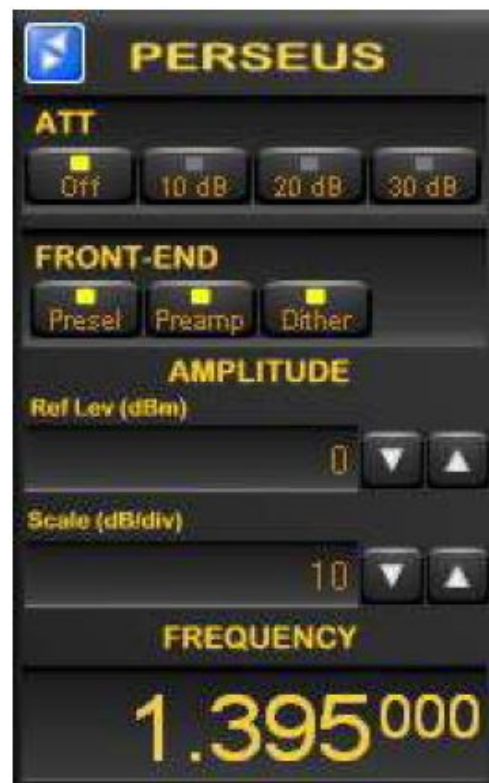 PERSEUS
ATT
Off 10 dB 20 dB 30 dB
FRONT-END
Presel Preamp Dither
AMPLITUDE
Ref Lev (dBm)
0
Scale (dB/div)
10
FREQUENCY
1.395000